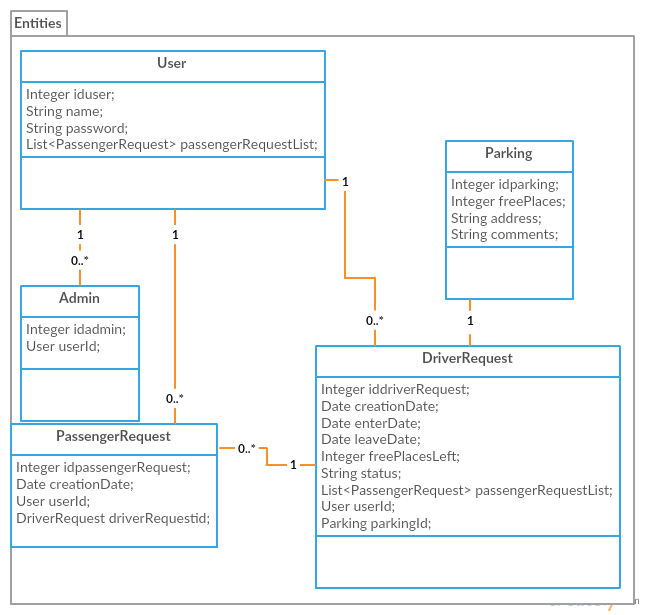 Entities
User
Integer iduser;
String name;
String password;
List<PassengerRequest> passengerRequestList;
1
Parking
Integer idparking;
Integer freePlaces;
String address;
String comments;
1
1
0..*
0..*
1
Admin
Integer idadmin;
User userId;
DriverRequest
Integer iddriverRequest;
Date creationDate;
Date enterDate;
Date leaveDate;
Integer freePlacesLeft;
String status;
List<PassengerRequest> passengerRequestList;
User userId;
Parking parkingId;
0..*
PassengerRequest
Integer idpassengerRequest;
Date creationDate;
User userId;
DriverRequest driverRequestid;
0..*
1